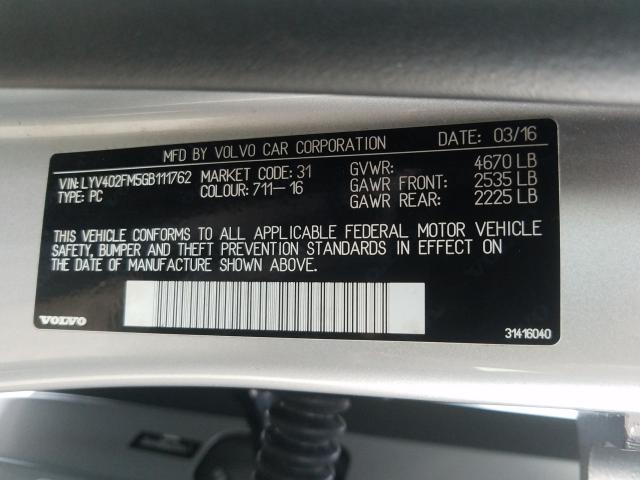 MFD BY VOLVO CAR CORPORATION DATE: 03/16
VIN: LYV402FM5GB111762 MARKET CODE: 31 GVWR: 4670 LB
TYPE: PC COLOUR: 711-16 GAWR FRONT: 2535 LB
GAWR REAR: 2225 LB
THIS VEHICLE CONFORMS TO ALL APPLICABLE FEDERAL MOTOR VEHICLE
SAFETY, BUMPER AND THEFT PREVENTION STANDARDS IN EFFECT ON
THE DATE OF MANUFACTURE SHOWN ABOVE.
VOLVO 31416040